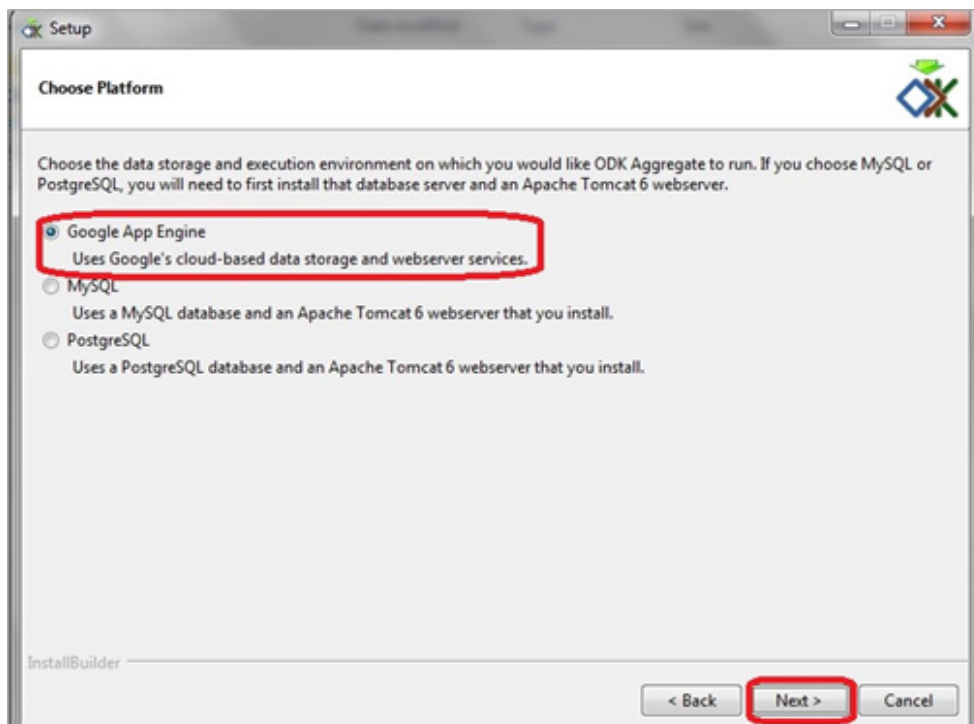 Setup
Choose Platform
Choose the data storage and execution environment on which you would like ODK Aggregate to run. If you choose MySQL or
PostgreSQL, you will need to first install that database server and an Apache Tomcat 6 webserver.
Google App Engine
Uses Google's cloud-based data storage and webserver services.
MySQL
Uses a MySQL database and an Apache Tomcat 6 webserver that you install.
PostgreSQL
Uses a PostgreSQL database and an Apache Tomcat 6 webserver that you install.
InstallBuilder
< Back Next > Cancel